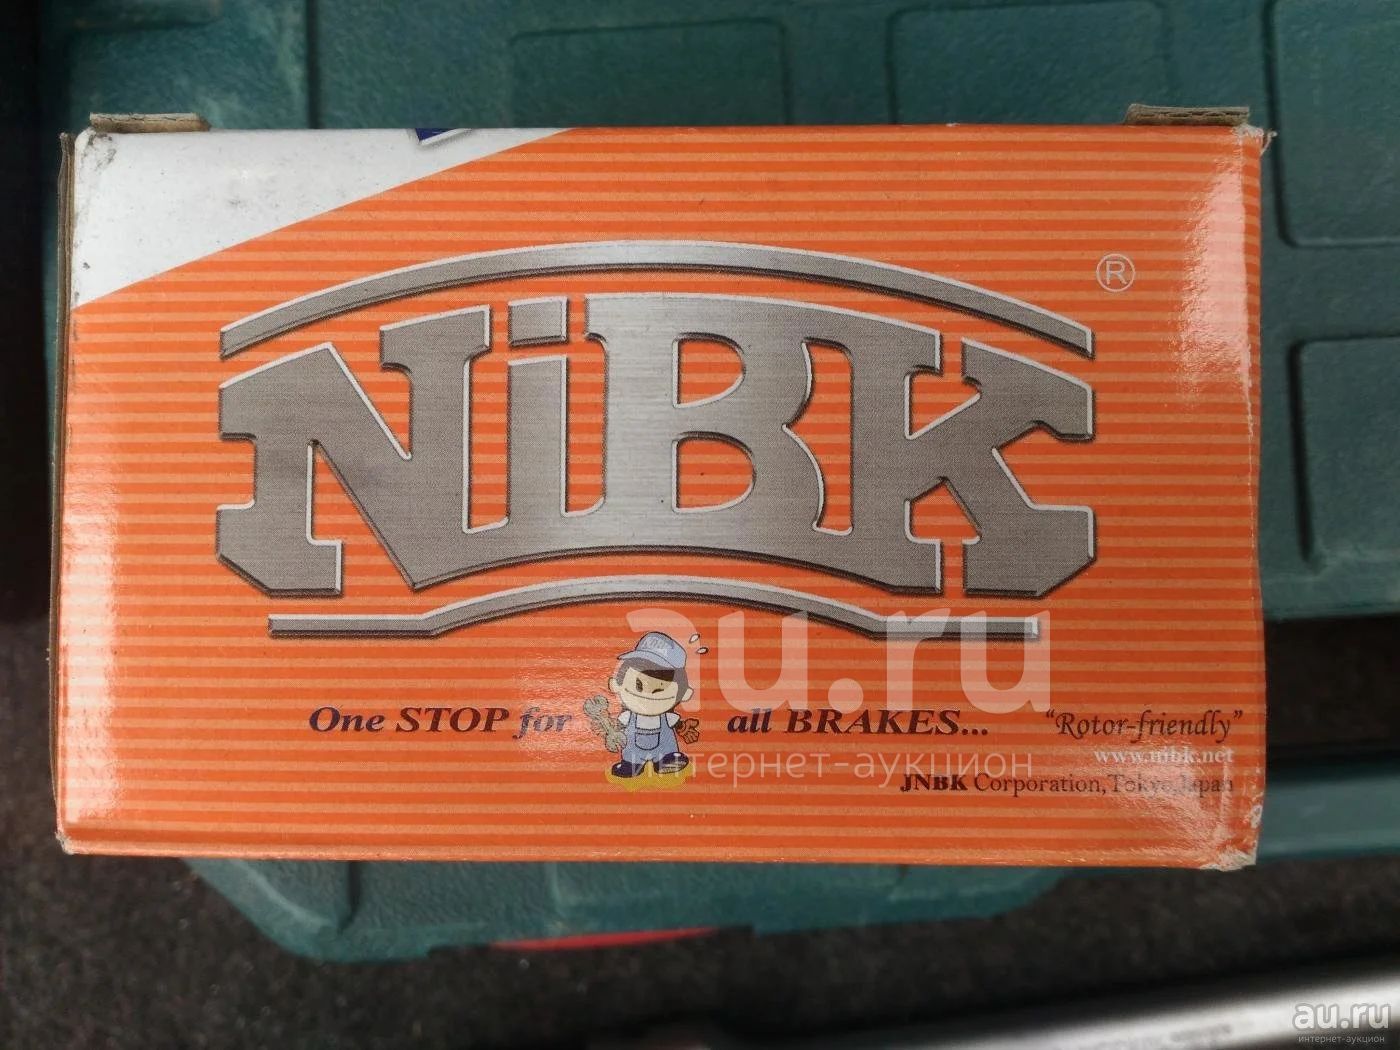 NiBK
®
au.ru
интернет-аукцион
NBK
One STOP for all BRAKES... "Rotor-friendly"
www.nibk.net
JNBK Corporation, Tokyo, Japan
au.ru
интернет-аукцион